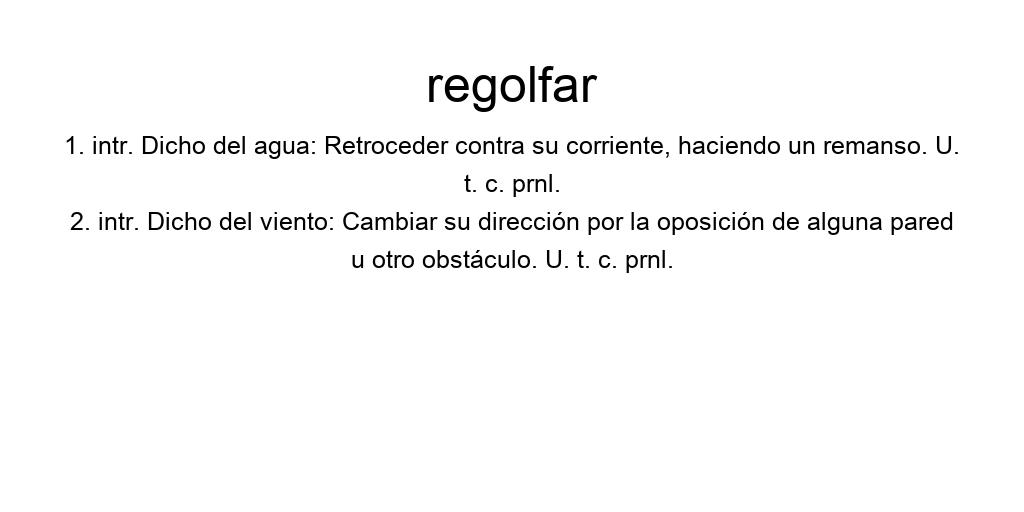 regolfar
1. intr. Dicho del agua: Retroceder contra su corriente, haciendo un remanso. U.
t. c. prnl.
2. intr. Dicho del viento: Cambiar su dirección por la oposición de alguna pared
u otro obstáculo. U. t. c. prnl.